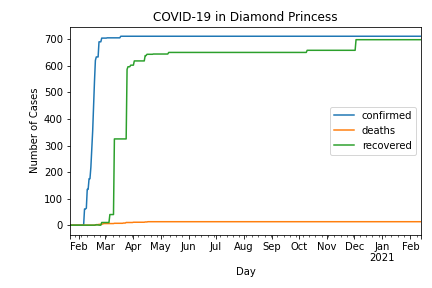 COVID-19 in Diamond Princess
Number of Cases
700
600
500
400
300
200
100
0
confirmed
deaths
recovered
Feb Mar Apr May Jun Jul Aug Sep Oct Nov Dec Jan Feb
2021
Day